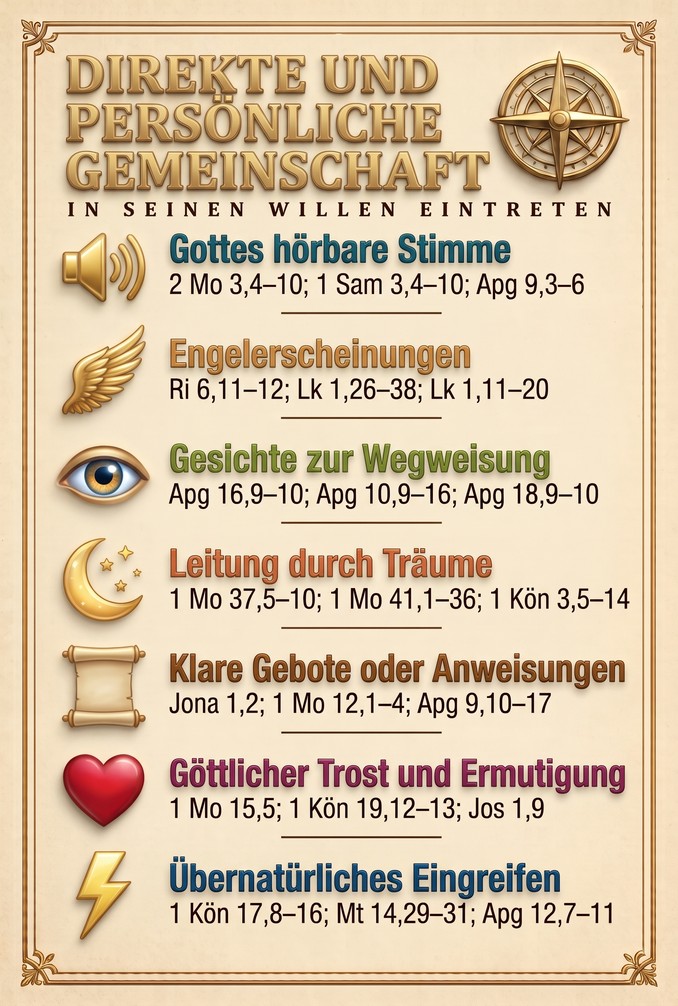 DIREKTE UND
PERSÖNLICHE
GEMEINSCHAFT
IN SEINEN WILLEN EINTRETEN
Gottes hörbare Stimme
2 Mo 3,4–10; 1 Sam 3,4–10; Apg 9,3–6
Engelerscheinungen
Ri 6,11–12; Lk 1,26–38; Lk 1,11–20
Gesichte zur Wegweisung
Apg 16,9–10; Apg 10,9–16; Apg 18,9–10
Leitung durch Träume
1 Mo 37,5–10; 1 Mo 41,1–36; 1 Kön 3,5–14
Klare Gebote oder Anweisungen
Jona 1,2; 1 Mo 12,1–4; Apg 9,10–17
Göttlicher Trost und Ermutigung
1 Mo 15,5; 1 Kön 19,12–13; Jos 1,9
Übernatürliches Eingreifen
1 Kön 17,8–16; Mt 14,29–31; Apg 12,7–11